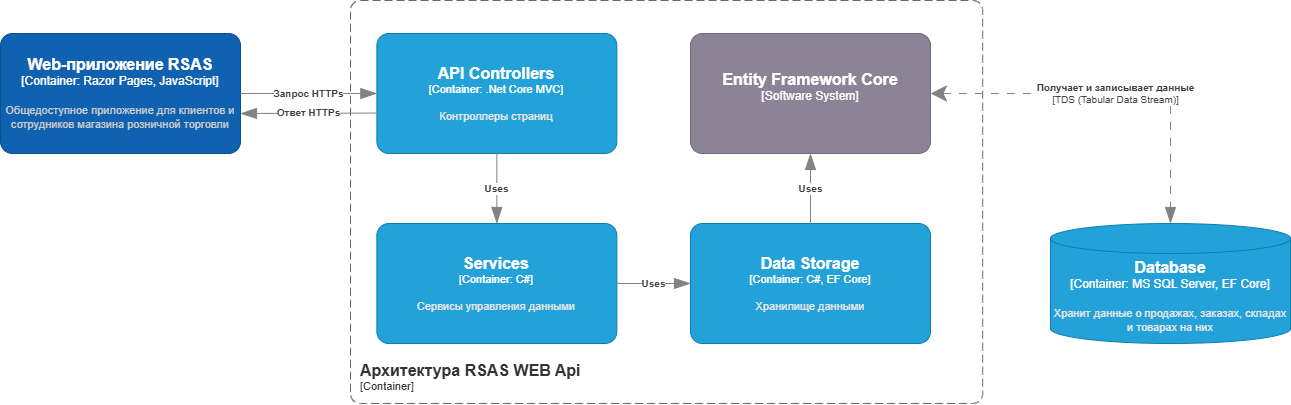 Web-приложение RSAS
[Container: Razor Pages, JavaScript]
Общедоступное приложение для клиентов и
сотрудников магазина розничной торговли
Запрос HTTPs
Ответ HTTPs
API Controllers
[Container: .Net Core MVC]
Контроллеры страниц
Entity Framework Core
[Software System]
Получает и записывает данные
[TDS (Tabular Data Stream)]
Uses
Uses
Services
[Container: C#]
Сервисы управления данными
Uses
Data Storage
[Container: C#, EF Core]
Хранилище данными
Database
[Container: MS SQL Server, EF Core]
Хранит данные о продажах, заказах, складах
и товарах на них
Архитектура RSAS WEB Api
[Container]